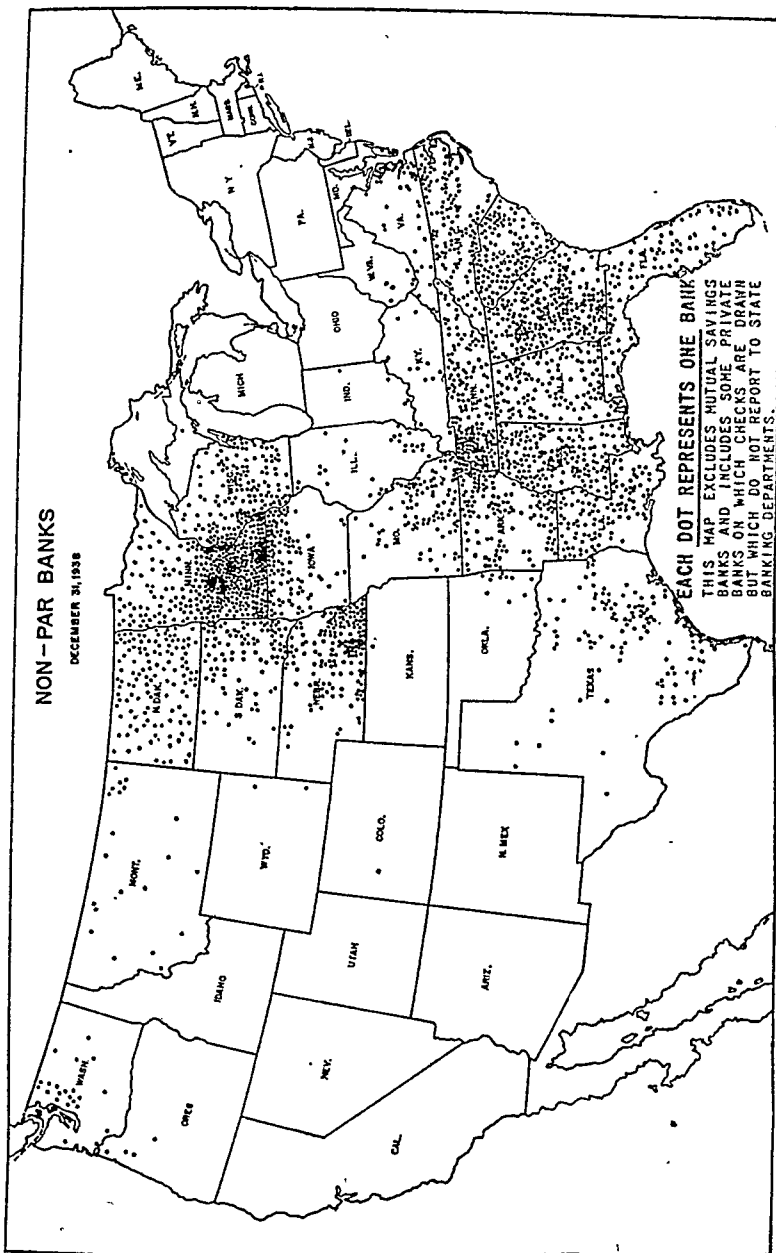 NON-PAR BANKS
DECEMBER 31, 1938
WASH.
ORES
CAL.
NEV.
IDAHO
MONT.
WYO.
UTAH
ARIZ.
COLO.
N. MEX
N. DAK.
S DAK.
NEBR.
KANS.
OKLA.
TEXAS
MINN.
IOWA
MO.
ARK.
LA.
WISC.
ILL.
MICH
IND.
OHIO
KY.
TENN.
ALA.
FLA.
W.VA.
VA.
PA.
N Y
VT.
N.H.
ME.
MASS
CONN.
R.I.
N.J.
DEL.
MD.
EACH DOT REPRESENTS ONE BANK
THIS MAP EXCLUDES MUTUAL SAVINGS
BANKS AND INCLUDES SOME PRIVATE
BANKS ON WHICH CHECKS ARE DRAWN
BUT WHICH DO NOT REPORT TO STATE
BANKING DEPARTMENTS.